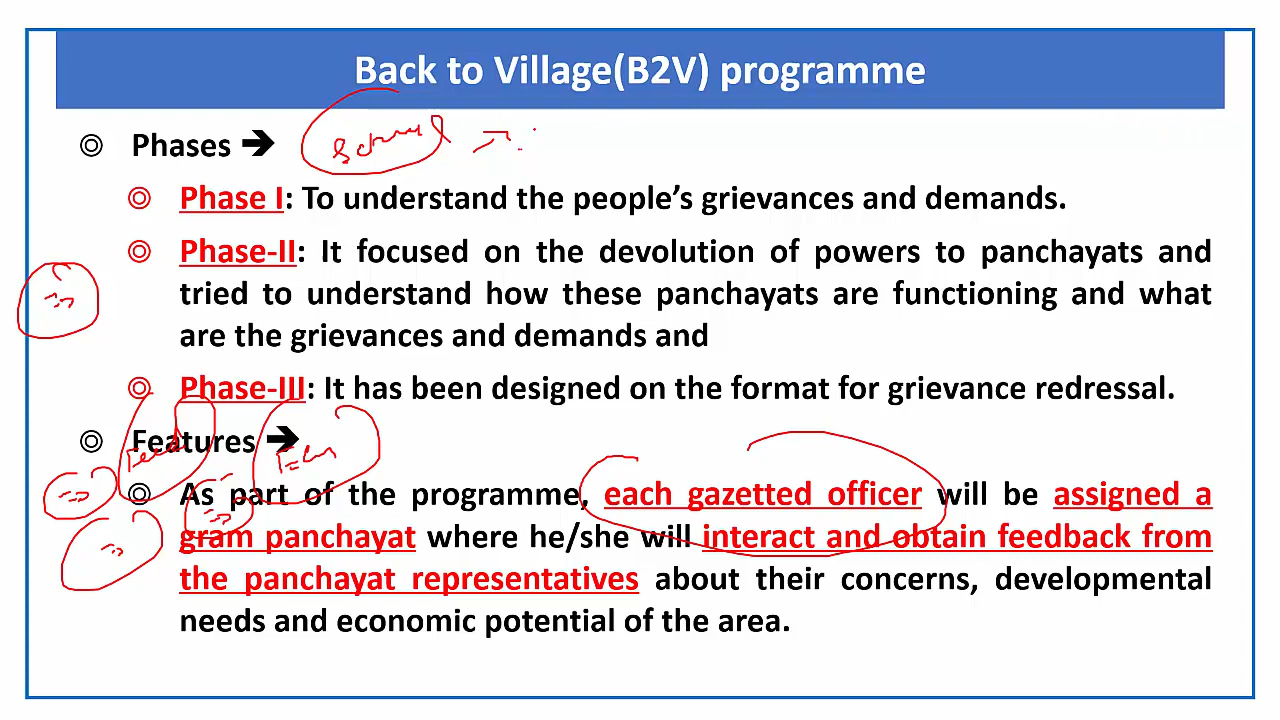 Back to Village(B2V) programme
◎ Phases ➔
◎ Phase I: To understand the people’s grievances and demands.
◎ Phase-II: It focused on the devolution of powers to panchayats and
tried to understand how these panchayats are functioning and what
are the grievances and demands and
◎ Phase-III: It has been designed on the format for grievance redressal.
◎ Features ➔
◎ As part of the programme, each gazetted officer will be assigned a
gram panchayat where he/she will interact and obtain feedback from
the panchayat representatives about their concerns, developmental
needs and economic potential of the area.